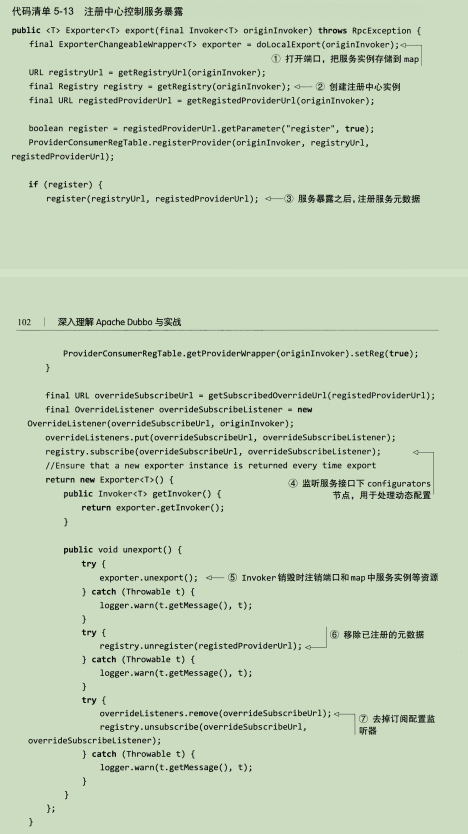 代码清单 5-13 注册中心控制服务暴露
public <T> Exporter<T> export(final Invoker<T> originInvoker) throws RpcException {
final ExporterChangeableWrapper<T> exporter = doLocalExport(originInvoker);
① 打开端口，把服务实例存储到 map
URL registryUrl = getRegistryUrl(originInvoker);
final Registry registry = getRegistry(originInvoker); ② 创建注册中心实例
final URL registedProviderUrl = getRegistedProviderUrl(originInvoker);
boolean register = registedProviderUrl.getParameter("register", true);
ProviderConsumerRegTable.registerProvider(originInvoker, registryUrl,
registedProviderUrl);
if (register) {
register(registryUrl, registedProviderUrl); ③ 服务暴露之后，注册服务元数据
102 | 深入理解 Apache Dubbo 与实战
ProviderConsumerRegTable.getProviderWrapper(originInvoker).setReg(true);
}
final URL overrideSubscribeUrl = getSubscribedOverrideUrl(registedProviderUrl);
final OverrideListener overrideSubscribeListener = new
OverrideListener(overrideSubscribeUrl, originInvoker);
overrideListeners.put(overrideSubscribeUrl, overrideSubscribeListener);
registry.subscribe(overrideSubscribeUrl, overrideSubscribeListener);
//Ensure that a new exporter instance is returned every time export
return new Exporter<T>() { ④ 监听服务接口下 configurators
public Invoker<T> getInvoker() { 节点，用于处理动态配置
return exporter.getInvoker();
}
public void unexport() {
try {
exporter.unexport(); ⑤ Invoker 销毁时注销端口和 map 中服务实例等资源
} catch (Throwable t) {
logger.warn(t.getMessage(), t);
}
try { ⑥ 移除已注册的元数据
registry.unregister(registedProviderUrl);
} catch (Throwable t) {
logger.warn(t.getMessage(), t);
}
try {
overrideListeners.remove(overrideSubscribeUrl); ⑦ 去掉订阅配置监
registry.unsubscribe(overrideSubscribeUrl, 听器
overrideSubscribeListener);
} catch (Throwable t) {
logger.warn(t.getMessage(), t);
}
}
};
}